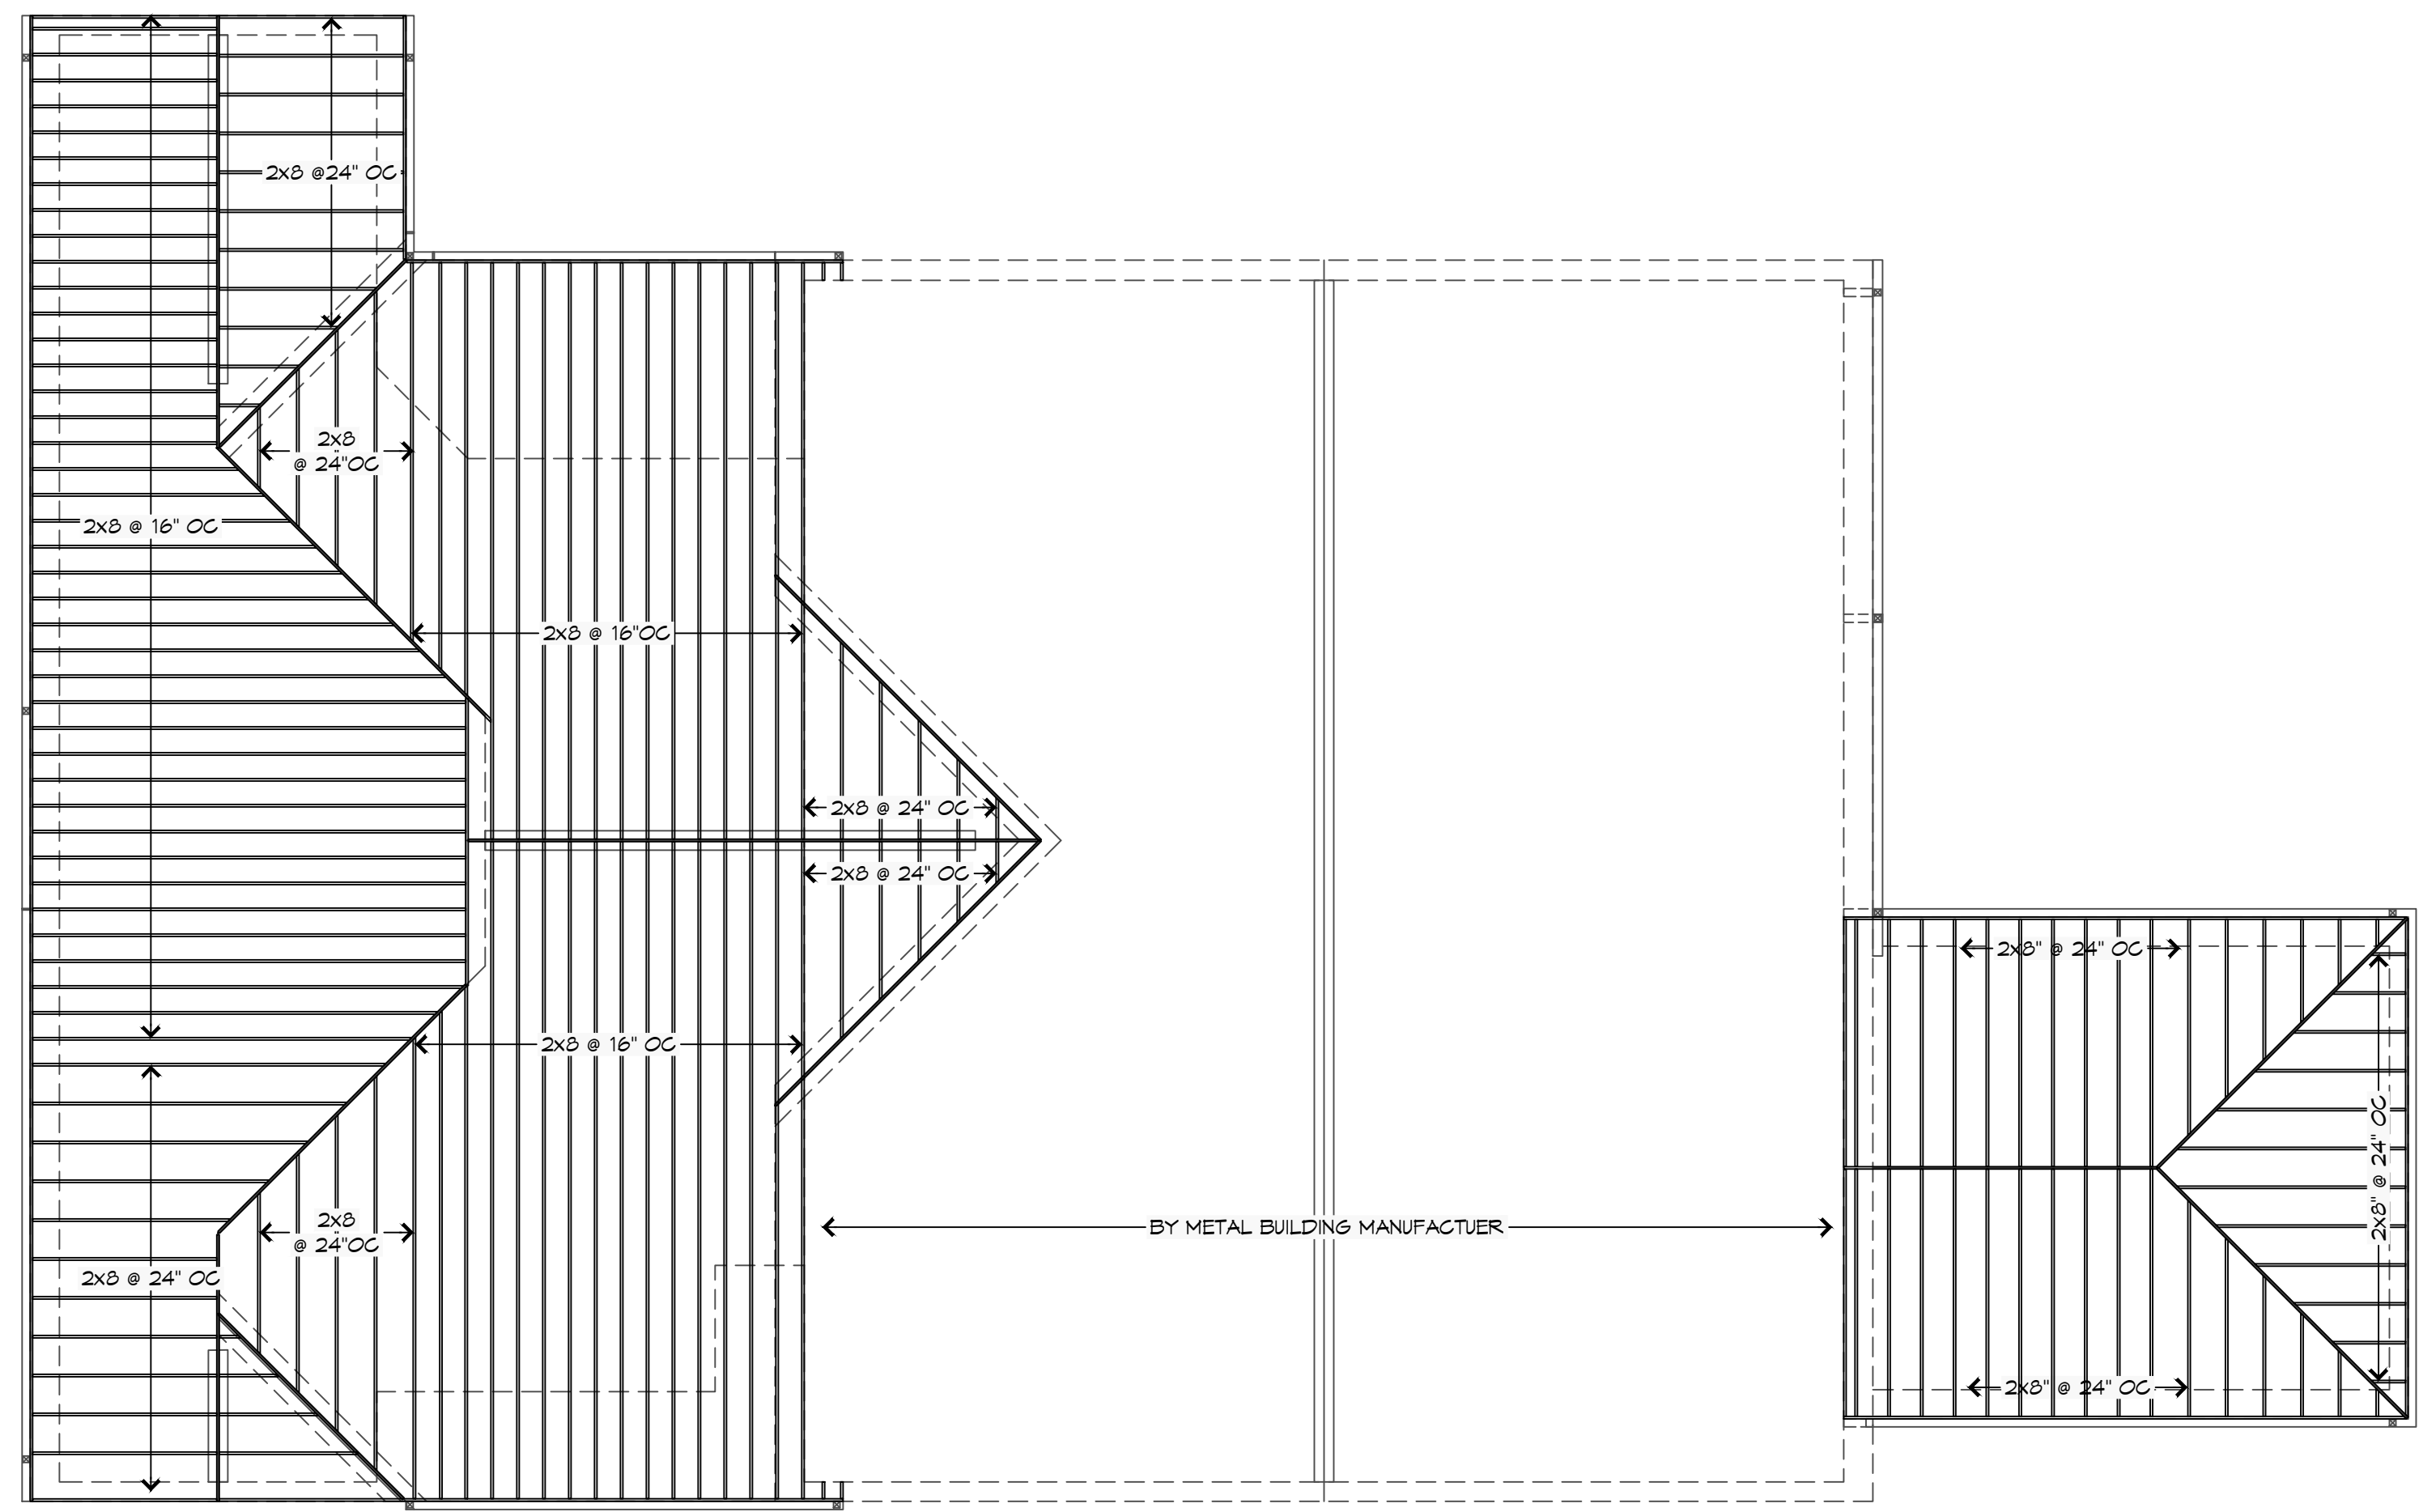 2x8 @24" OC
2x8
@ 24"OC
2x8 @ 16" OC
2x8 @ 16"OC
2x8 @ 24" OC
2x8 @ 24" OC
2x8" @ 24" OC
2x8 @ 16" OC
2x8" @ 24" OC
2x8
@ 24"OC
BY METAL BUILDING MANUFACTUER
2x8 @ 24" OC
2x8" @ 24" OC